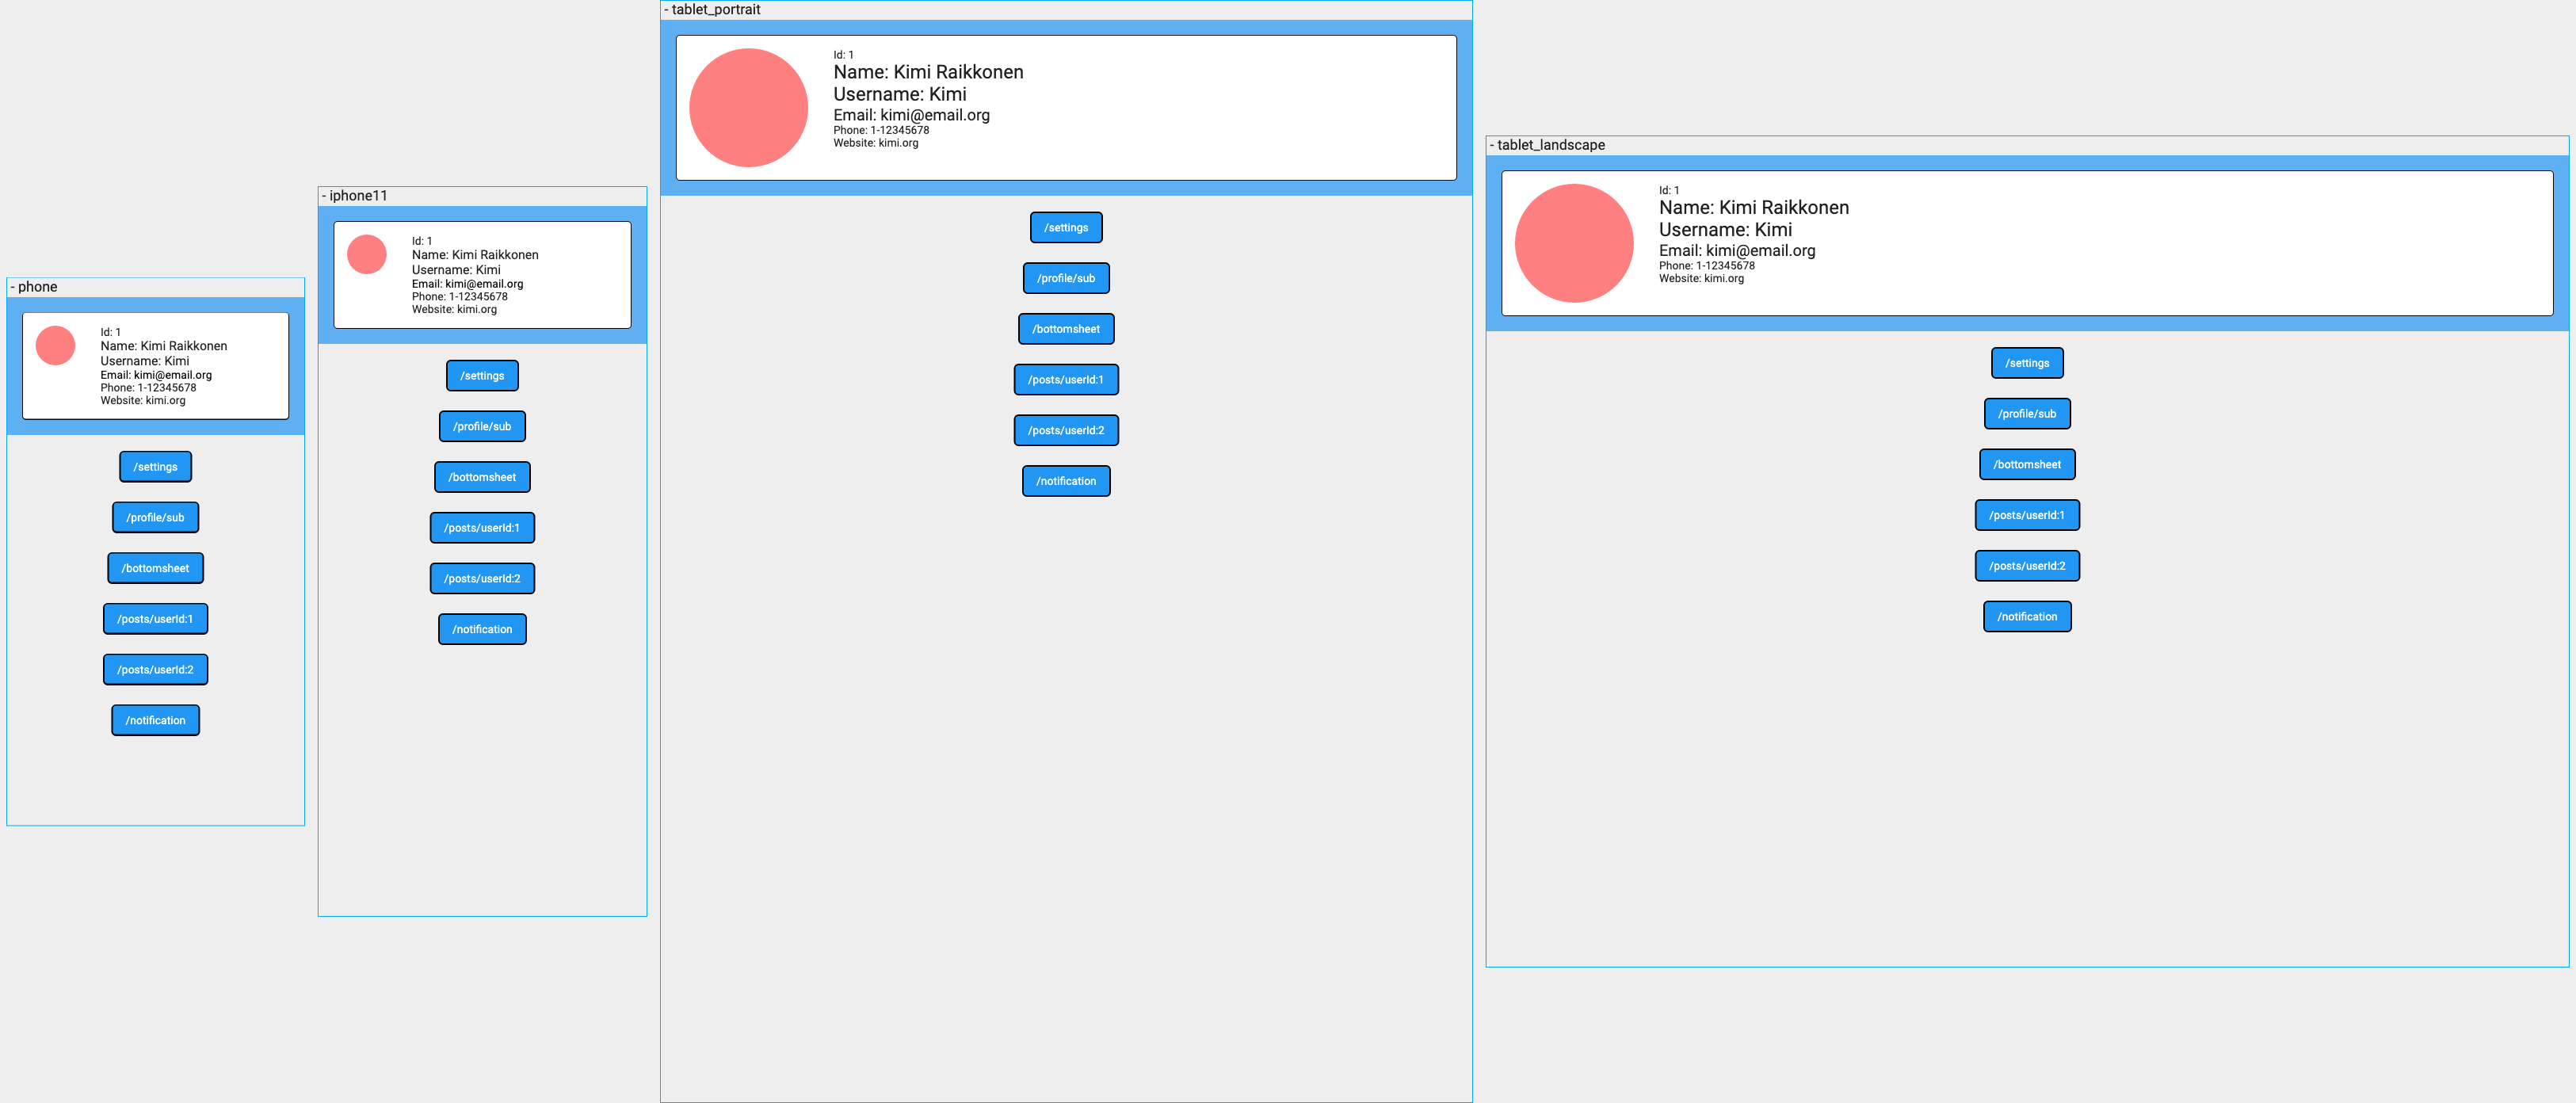 - phone
Id: 1
Name: Kimi Raikkonen
Username: Kimi
Email: kimi@email.org
Phone: 1-12345678
Website: kimi.org
/settings
/profile/sub
/bottomsheet
/posts/userId:1
/posts/userId:2
/notification
- iphone11
Id: 1
Name: Kimi Raikkonen
Username: Kimi
Email: kimi@email.org
Phone: 1-12345678
Website: kimi.org
/settings
/profile/sub
/bottomsheet
/posts/userId:1
/posts/userId:2
/notification
- tablet_portrait
Id: 1
Name: Kimi Raikkonen
Username: Kimi
Email: kimi@email.org
Phone: 1-12345678
Website: kimi.org
/settings
/profile/sub
/bottomsheet
/posts/userId:1
/posts/userId:2
/notification
- tablet_landscape
Id: 1
Name: Kimi Raikkonen
Username: Kimi
Email: kimi@email.org
Phone: 1-12345678
Website: kimi.org
/settings
/profile/sub
/bottomsheet
/posts/userId:1
/posts/userId:2
/notification